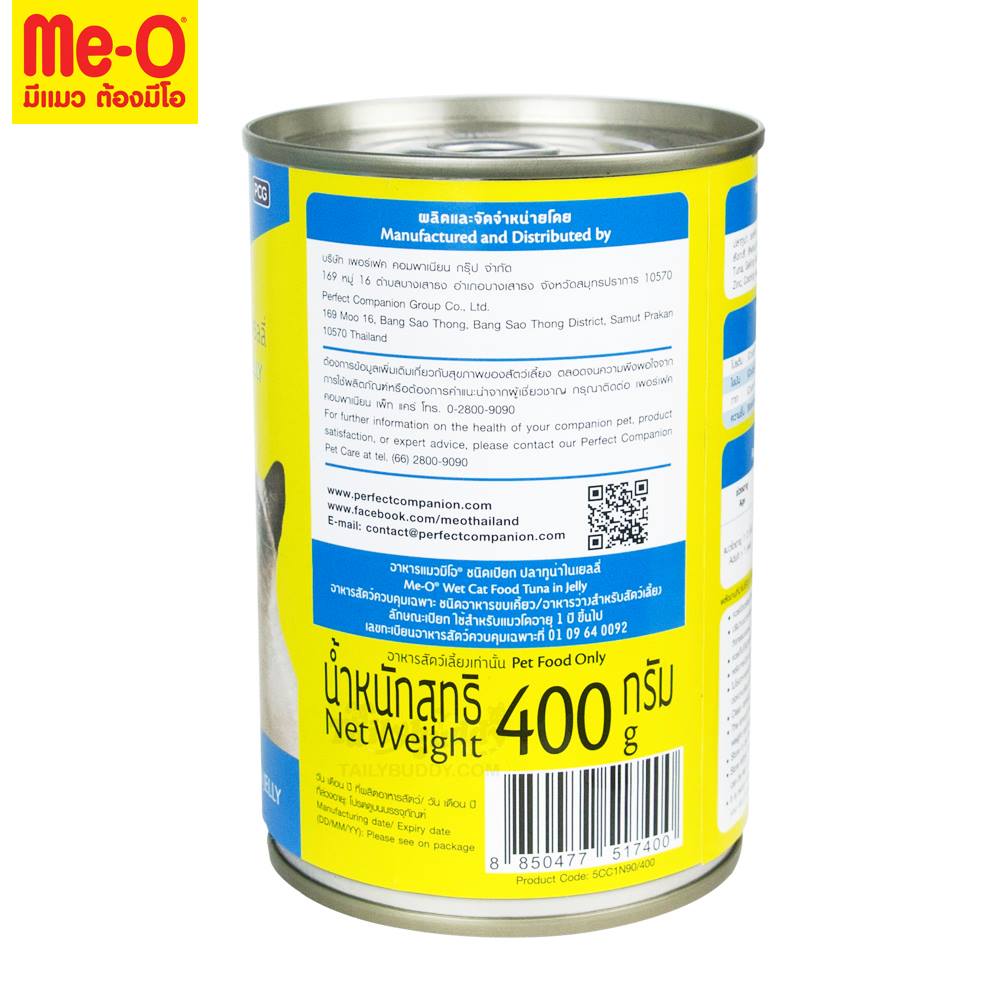 Me-O®
มีแมว ต้องมีโอ
PCG
ผลิตและจัดจำหน่ายโดย
Manufactured and Distributed by
บริษัท เพอร์เฟค คอมพาเนียน กรุ๊ป จำกัด
169 หมู่ 16 ตำบลบางเสาธง อำเภอบางเสาธง จังหวัดสมุทรปราการ 10570
Perfect Companion Group Co., Ltd.
169 Moo 16, Bang Sao Thong, Bang Sao Thong District, Samut Prakan
10570 Thailand
ต้องการข้อมูลเพิ่มเติมเกี่ยวกับสุขภาพของสัตว์เลี้ยง ตลอดจนความพึงพอใจจาก
การใช้ผลิตภัณฑ์หรือต้องการคำแนะนำจากผู้เชี่ยวชาญ กรุณาติดต่อ เพอร์เฟค
คอมพาเนียน เพ็ท แคร์ โทร. 0-2800-9090
For further information on the health of your companion pet, product
satisfaction, or expert advice, please contact our Perfect Companion
Pet Care at tel. (66) 2800-9090
www.perfectcompanion.com
www.facebook.com/meothailand
E-mail: contact@perfectcompanion.com
อาหารแมวมีโอ® ชนิดเปียก ปลาทูน่าในเยลลี่
Me-O® Wet Cat Food Tuna in Jelly
อาหารสัตว์ควบคุมเฉพาะ ชนิดอาหารขบเคี้ยว/อาหารว่างสำหรับสัตว์เลี้ยง
ลักษณะเปียก ใช้สำหรับแมวโตอายุ 1 ปี ขึ้นไป
เลขทะเบียนอาหารสัตว์ควบคุมเฉพาะที่ 01 09 64 0092
อาหารสัตว์เลี้ยงเท่านั้น Pet Food Only
น้ำหนักสุทธิ 400 กรัม
Net Weight g
TAILYBUDDY.COM
วัน เดือน ปี ที่ผลิตอาหารสัตว์/ วัน เดือน ปี
ที่ล่วงอายุ: โปรดดูบนบรรจุภัณฑ์
Manufacturing date/ Expiry date
(DD/MM/YY): Please see on package
8 850477 517400
Product Code: 5CC1N90/400
JELLY